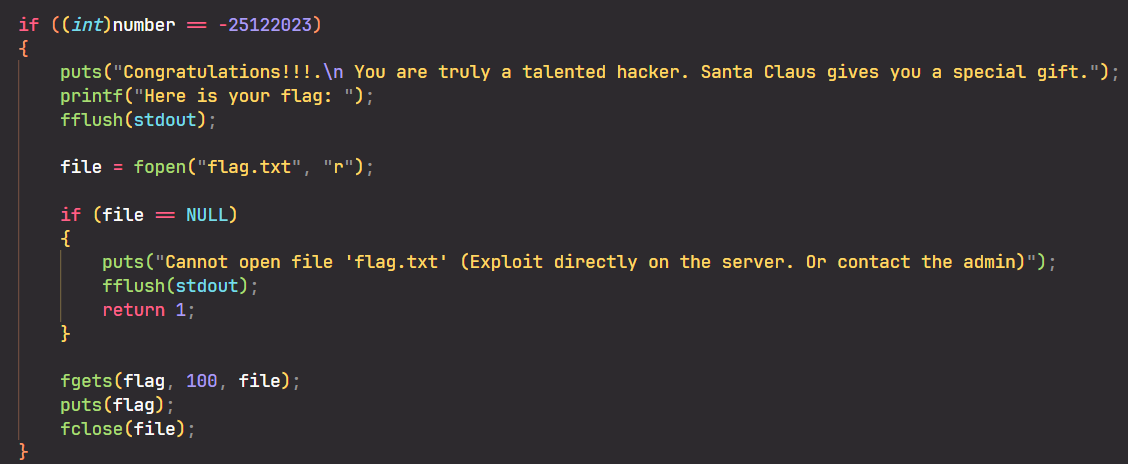 if ((int)number == -25122023)
{
    puts("Congratulations!!!.\n You are truly a talented hacker. Santa Claus gives you a special gift.");
    printf("Here is your flag: ");
    fflush(stdout);

    file = fopen("flag.txt", "r");

    if (file == NULL)
    {
        puts("Cannot open file 'flag.txt' (Exploit directly on the server. Or contact the admin)");
        fflush(stdout);
        return 1;
    }

    fgets(flag, 100, file);
    puts(flag);
    fclose(file);
}